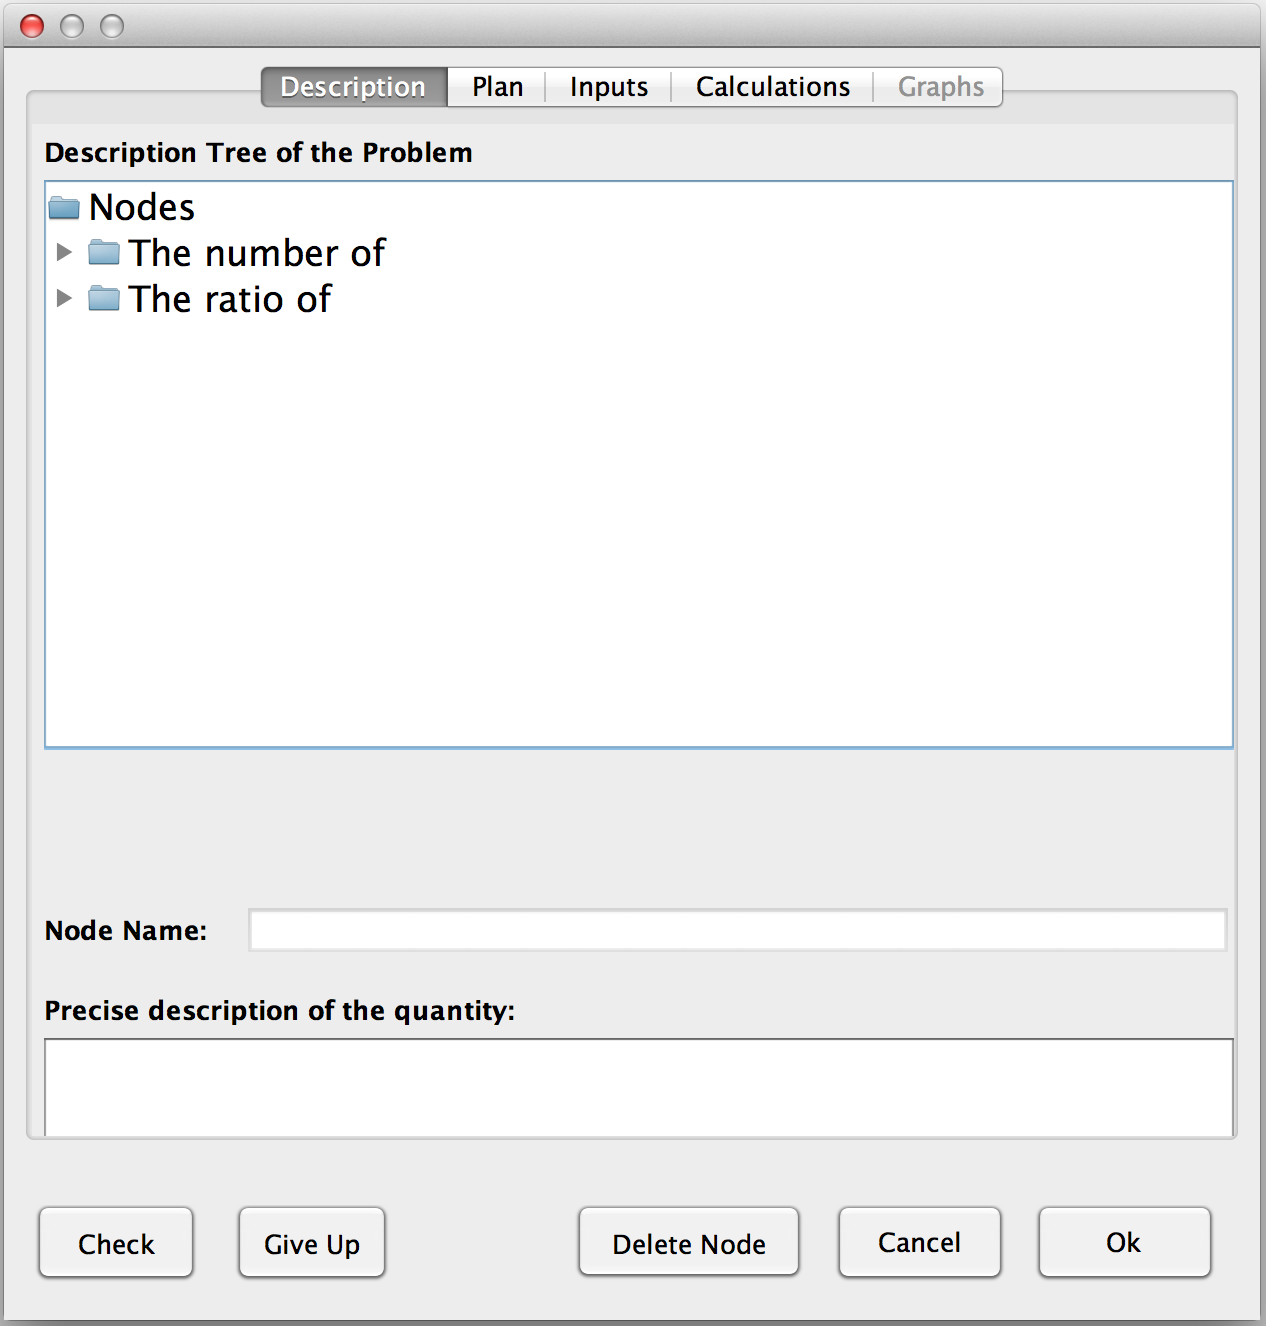 Description Plan Inputs Calculations Graphs
Description Tree of the Problem
Nodes
The number of
The ratio of
Node Name:
Precise description of the quantity:
Check Give Up Delete Node Cancel Ok